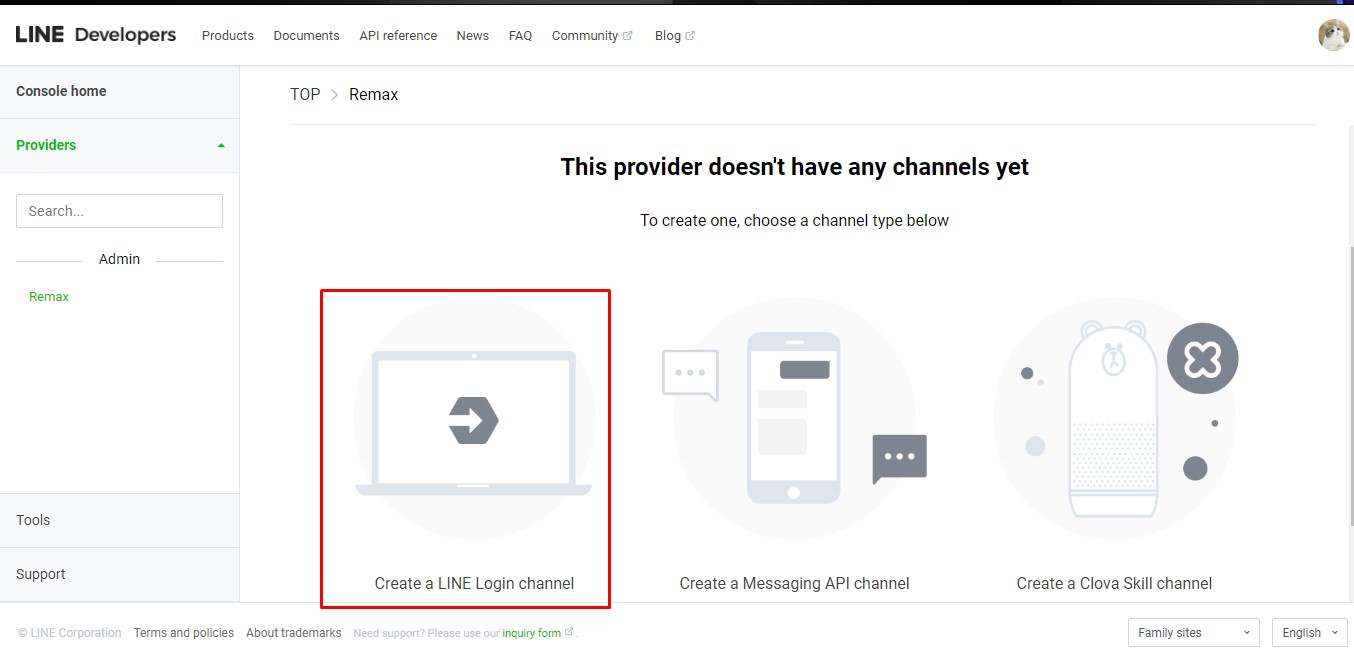 LINE Developers Products Documents API reference News FAQ Community Blog
Console home
TOP > Remax
Providers
This provider doesn't have any channels yet
Search...
To create one, choose a channel type below
Admin
Remax
Tools
Support
Create a LINE Login channel
Create a Messaging API channel
Create a Clova Skill channel
© LINE Corporation Terms and policies About trademarks Need support? Please use our inquiry form . Family sites English